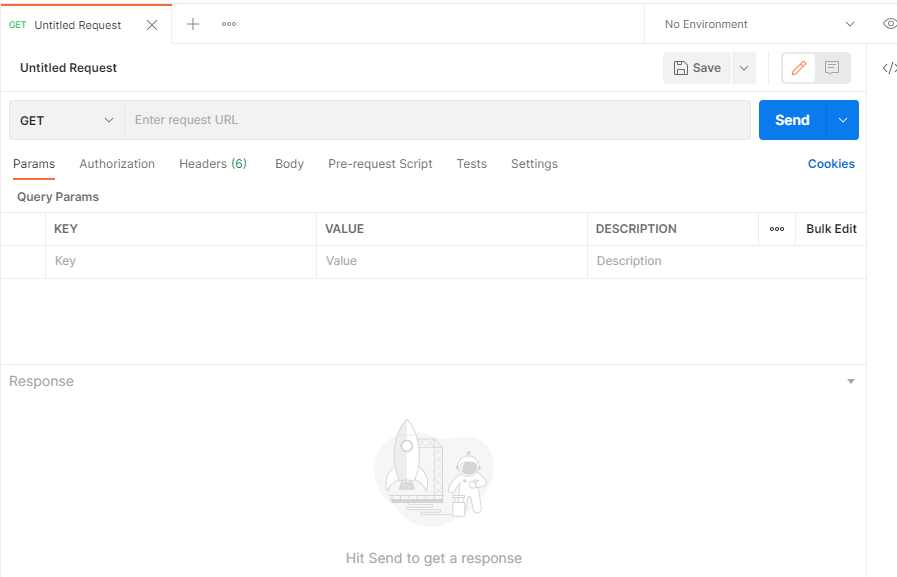 GET Untitled Request
No Environment
Untitled Request
Save
GET Enter request URL
Send
Params Authorization Headers (6) Body Pre-request Script Tests Settings Cookies
Query Params
KEY VALUE DESCRIPTION Bulk Edit
Key Value Description
Response
Hit Send to get a response